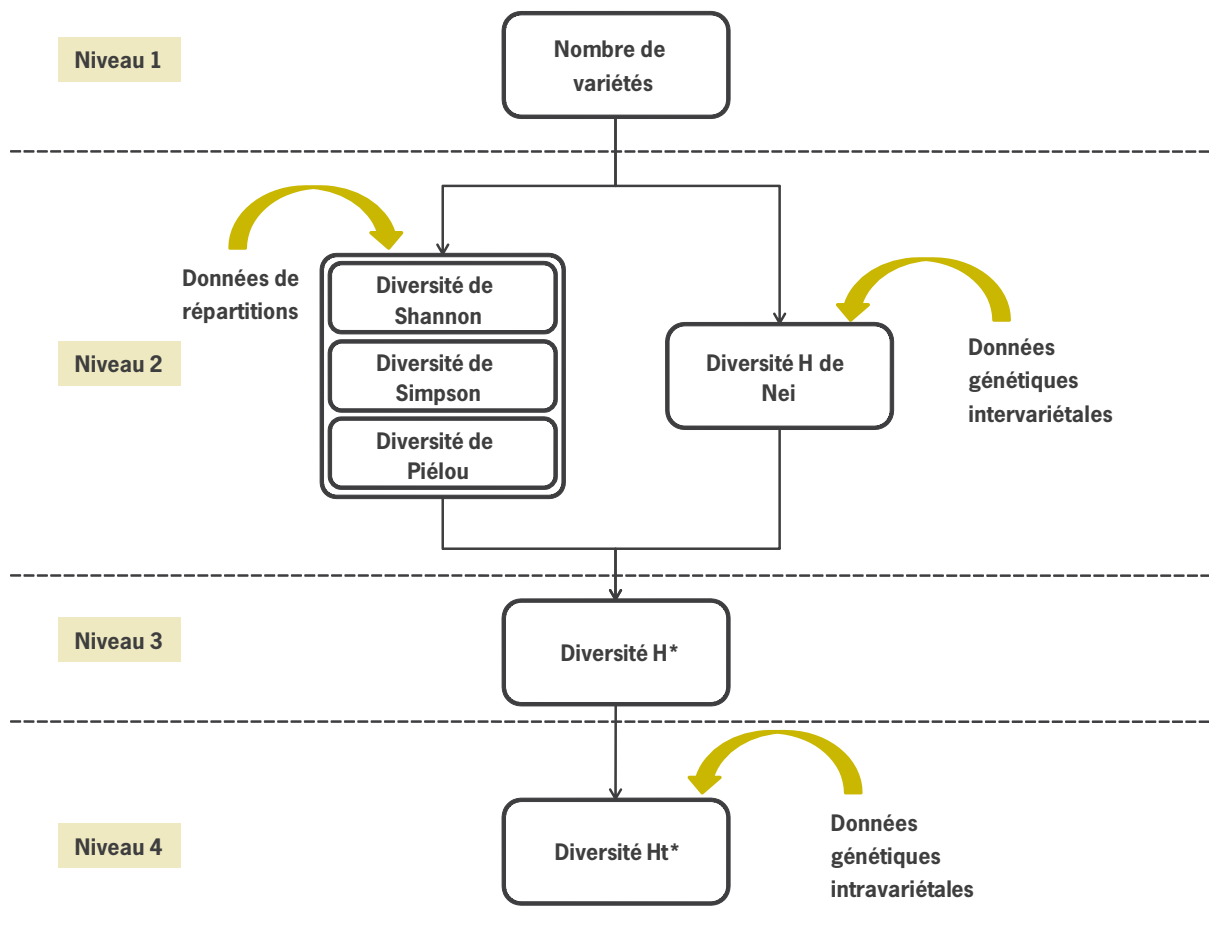 Niveau 1
Nombre de
variétés
Données de
répartitions
Diversité de
Shannon
Niveau 2
Diversité de
Simpson
Diversité de
Piélou
Diversité H de
Nei
Données
génétiques
intervariétales
Niveau 3
Diversité H*
Niveau 4
Diversité Ht*
Données
génétiques
intravariétales